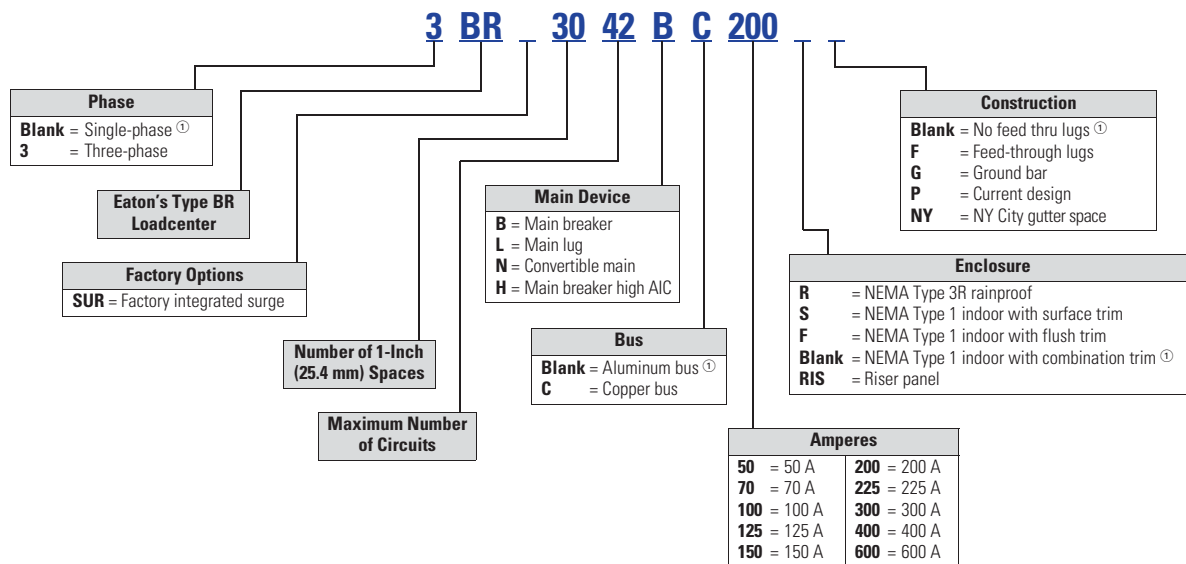 3 BR _ 30 42 B C 200 _ _
Phase
Blank = Single-phase ①
3 = Three-phase
Eaton's Type BR
Loadcenter
Factory Options
SUR = Factory integrated surge
Number of 1-Inch
(25.4 mm) Spaces
Maximum Number
of Circuits
Main Device
B = Main breaker
L = Main lug
N = Convertible main
H = Main breaker high AIC
Bus
Blank = Aluminum bus ①
C = Copper bus
Amperes
50 = 50 A 200 = 200 A
70 = 70 A 225 = 225 A
100 = 100 A 300 = 300 A
125 = 125 A 400 = 400 A
150 = 150 A 600 = 600 A
Enclosure
R = NEMA Type 3R rainproof
S = NEMA Type 1 indoor with surface trim
F = NEMA Type 1 indoor with flush trim
Blank = NEMA Type 1 indoor with combination trim ①
RIS = Riser panel
Construction
Blank = No feed thru lugs ①
F = Feed-through lugs
G = Ground bar
P = Current design
NY = NY City gutter space